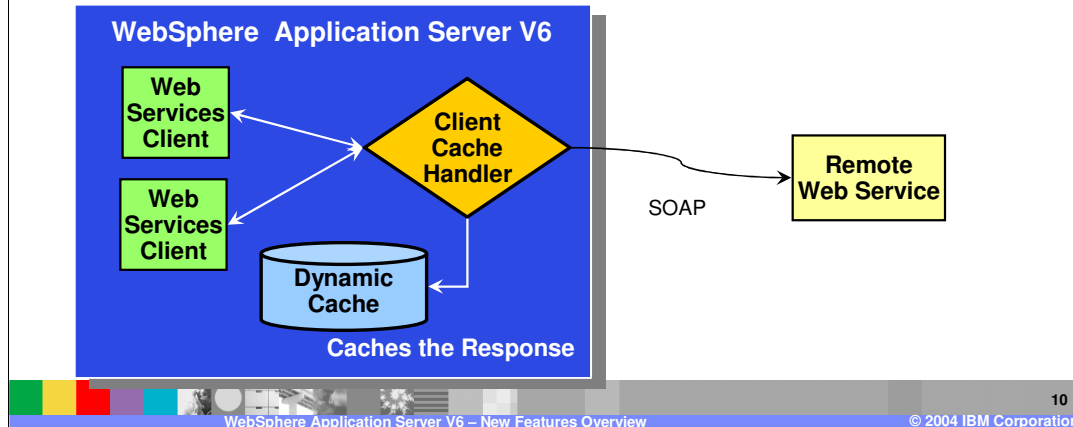 WebSphere Application Server V6
Web
Services
Client
Client
Cache
Handler
Remote
Web Service
SOAP
Web
Services
Client
Dynamic
Cache
Caches the Response
10
WebSphere Application Server V6 – New Features Overview
© 2004 IBM Corporation